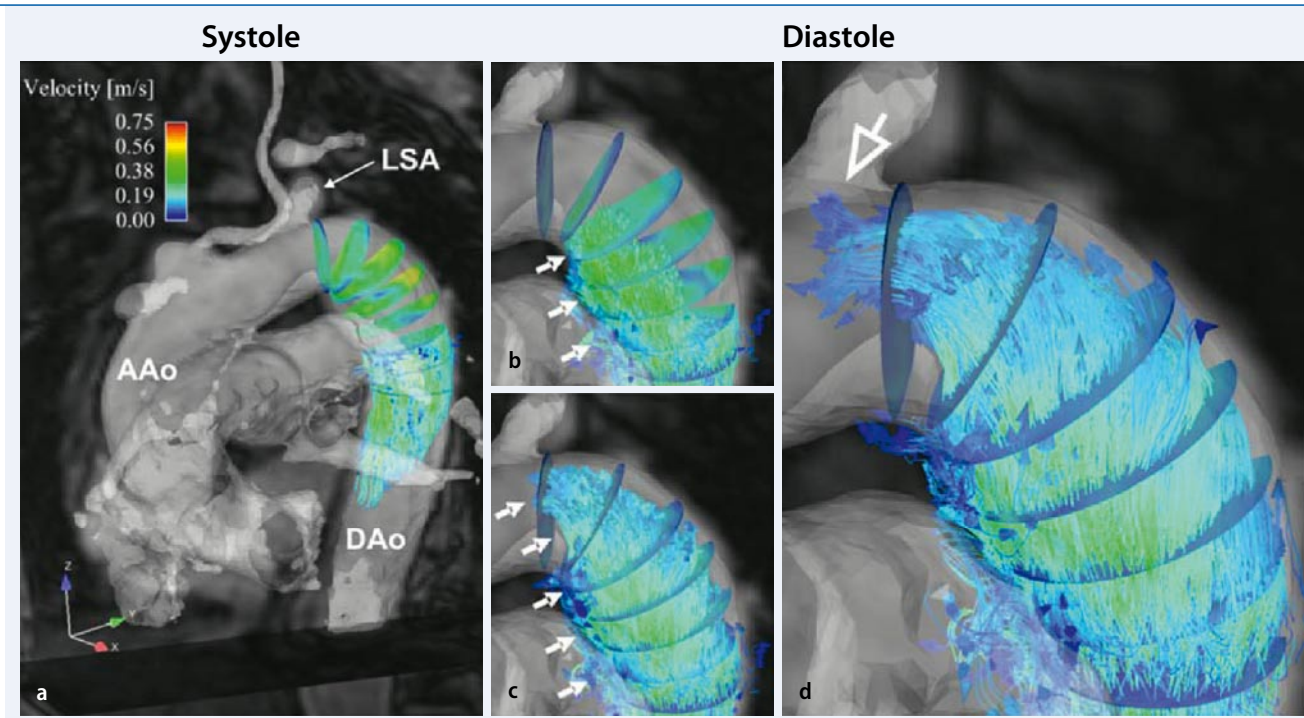 Systole
Diastole
Velocity [m/s]
0.75
0.56
0.38
0.19
0.00
LSA
AAo
DAo
z
Y
x
a
b
c
d